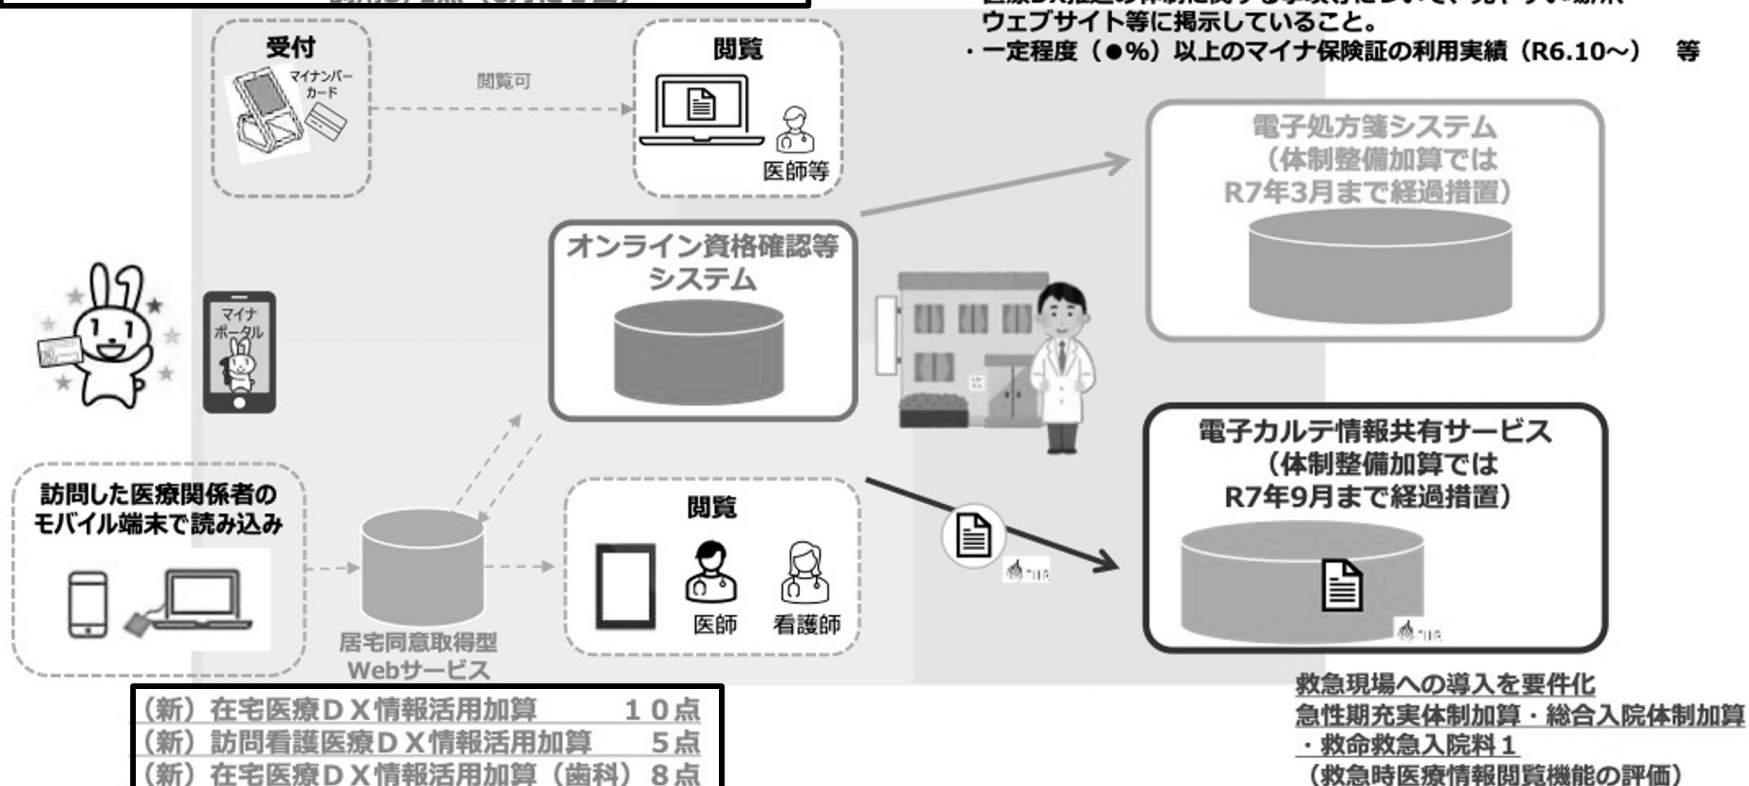 ウェブサイト等に掲示していること。
・一定程度（●％）以上のマイナ保険証の利用実績（R6.10～）　等
受付
マイナンバー
カード
閲覧可
閲覧
医師等
電子処方箋システム
（体制整備加算では
R7年3月まで経過措置）
オンライン資格確認等
システム
マイナ
ポータル
電子カルテ情報共有サービス
（体制整備加算では
R7年9月まで経過措置）
訪問した医療関係者の
モバイル端末で読み込み
閲覧
医師
看護師
居宅同意取得型
Webサービス
（新）在宅医療ＤＸ情報活用加算　　１０点
（新）訪問看護医療ＤＸ情報活用加算　　５点
（新）在宅医療ＤＸ情報活用加算（歯科）８点
救急現場への導入を要件化
急性期充実体制加算・総合入院体制加算
・救命救急入院料１
（救急時医療情報閲覧機能の評価）